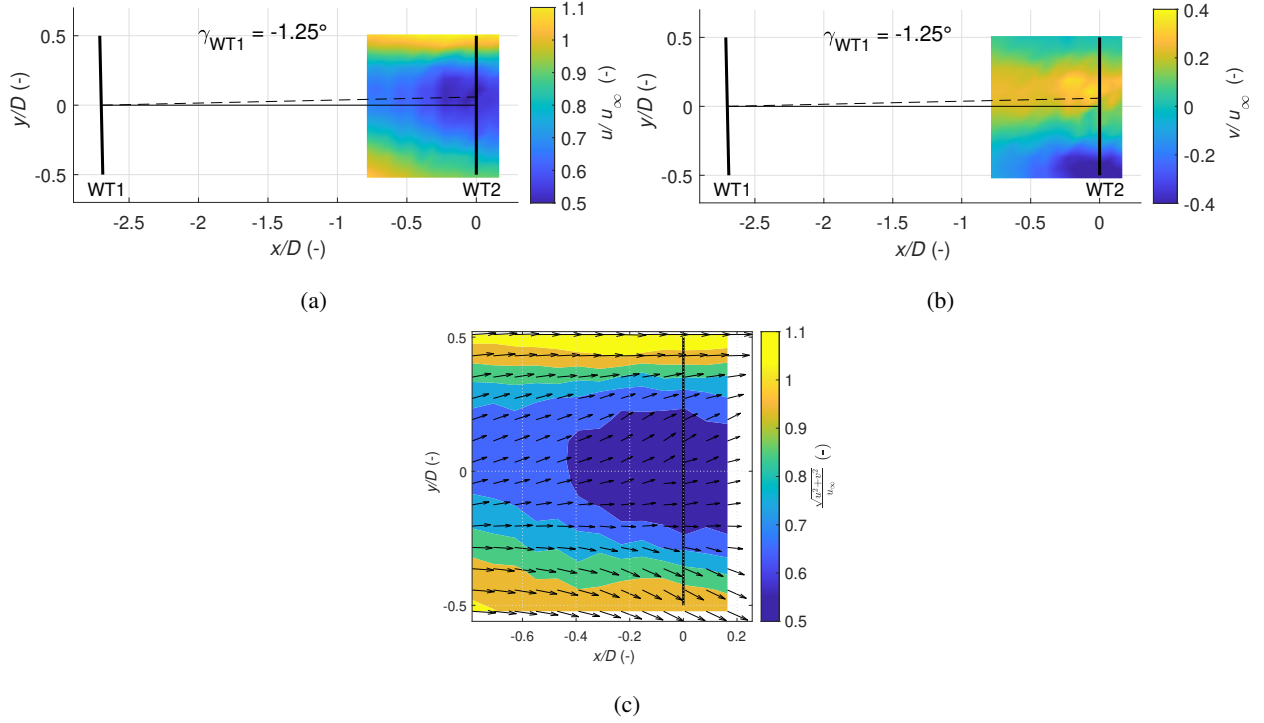 γWT1 = -1.25°
0.5
0
-0.5
y/D (-)
WT1
WT2
-2.5 -2 -1.5 -1 -0.5 0
x/D (-)
1.1
1
0.9
0.8
0.7
0.6
0.5
u/ u∞ (-)
(a)
γWT1 = -1.25°
0.5
0
-0.5
y/D (-)
WT1
WT2
-2.5 -2 -1.5 -1 -0.5 0
x/D (-)
0.4
0.2
0
-0.2
-0.4
v/ u∞ (-)
(b)
0.5
0
-0.5
y/D (-)
-0.6 -0.4 -0.2 0 0.2
x/D (-)
1.1
1
0.9
0.8
0.7
0.6
0.5
√u²+v²
u∞
(-)
(c)